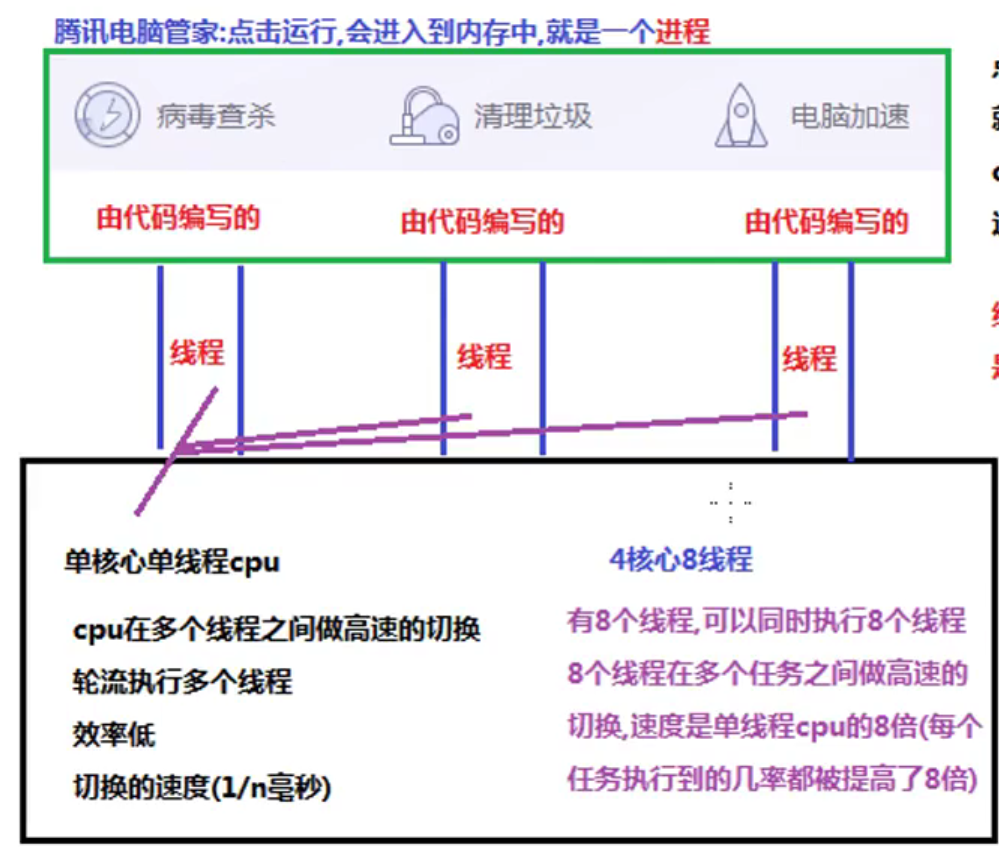 腾讯电脑管家:点击运行,会进入到内存中,就是一个进程
病毒查杀 清理垃圾 电脑加速
由代码编写的 由代码编写的 由代码编写的
线程 线程 线程
单核心单线程cpu
cpu在多个线程之间做高速的切换
轮流执行多个线程
效率低
切换的速度(1/n毫秒)
4核心8线程
有8个线程,可以同时执行8个线程
8个线程在多个任务之间做高速的
切换,速度是单线程cpu的8倍(每个
任务执行到的几率都被提高了8倍)